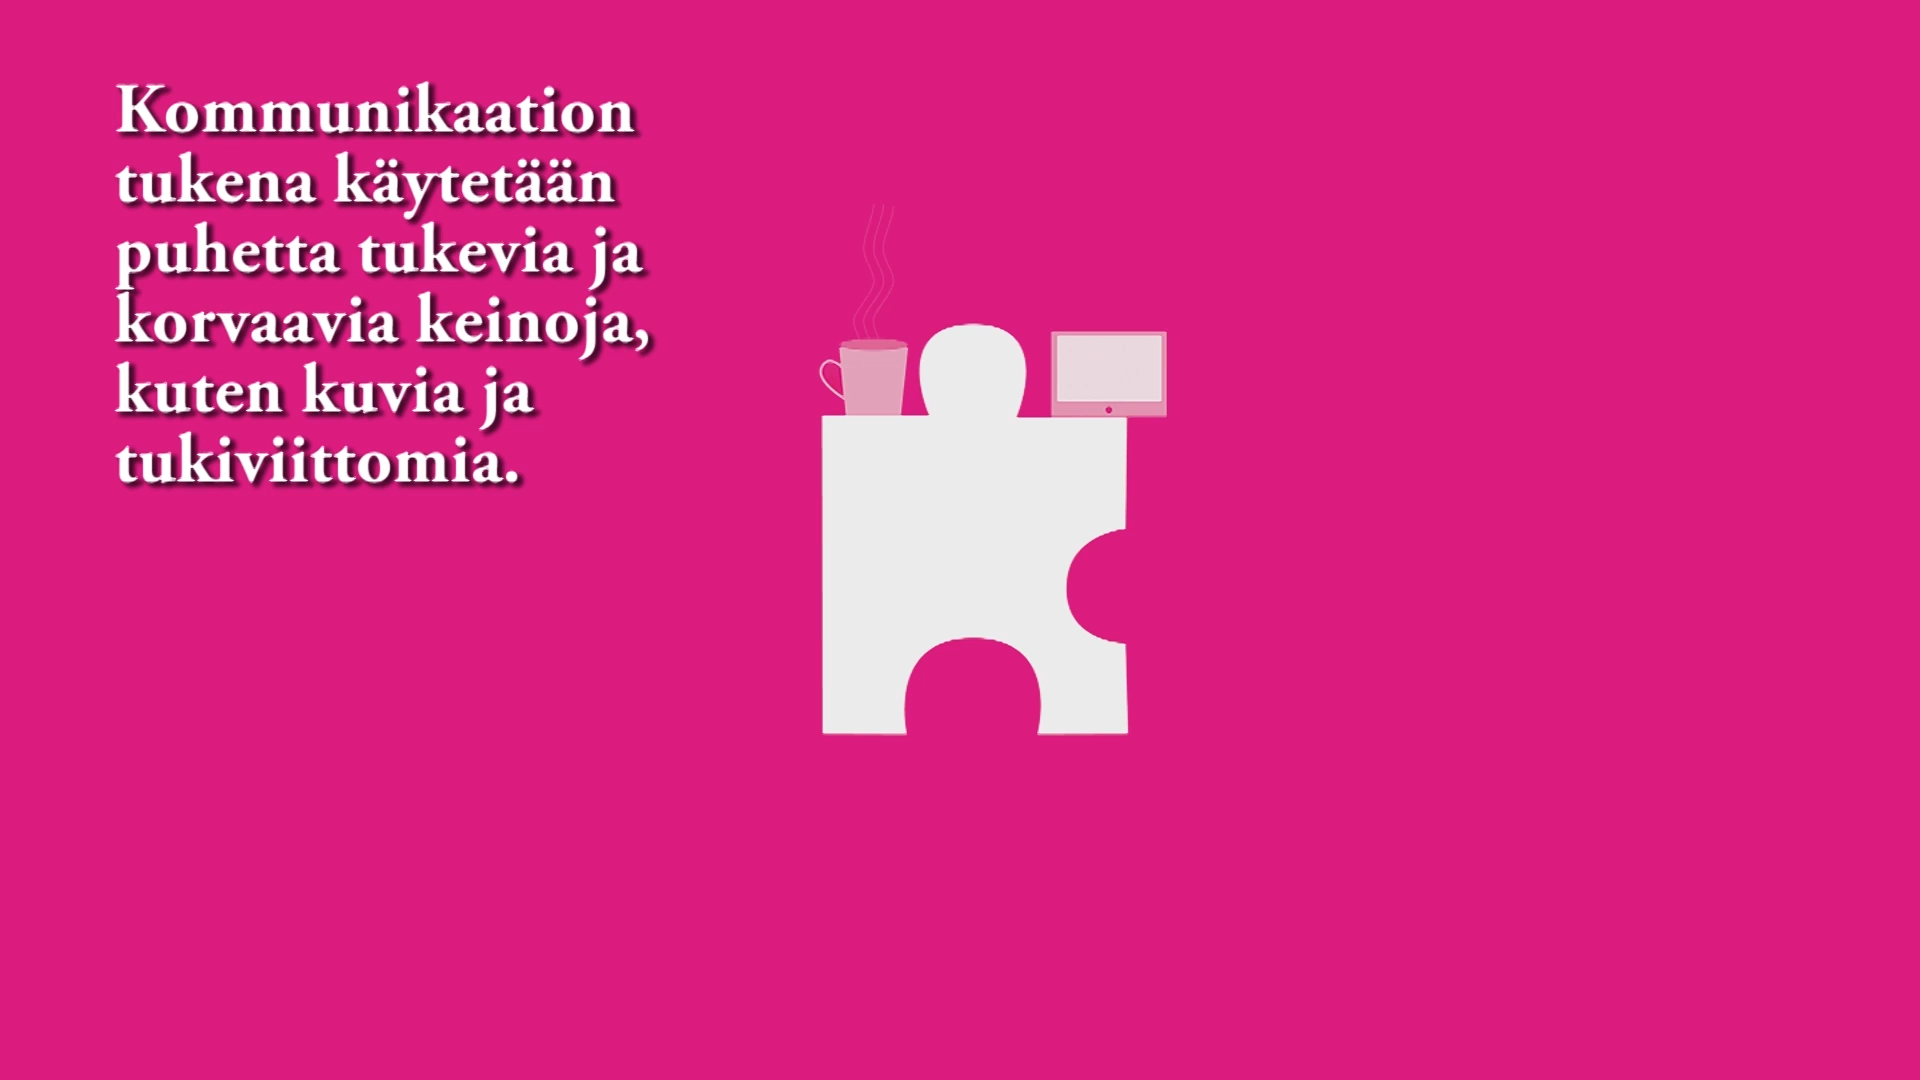 Kommunikaation
tukena käytetään
puhetta tukevia ja
korvaavia keinoja,
kuten kuvia ja
tukiviittomia.